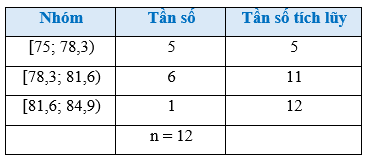 Nhóm Tần số Tần số tích lũy
[75; 78,3) 5 5
[78,3; 81,6) 6 11
[81,6; 84,9) 1 12
n = 12